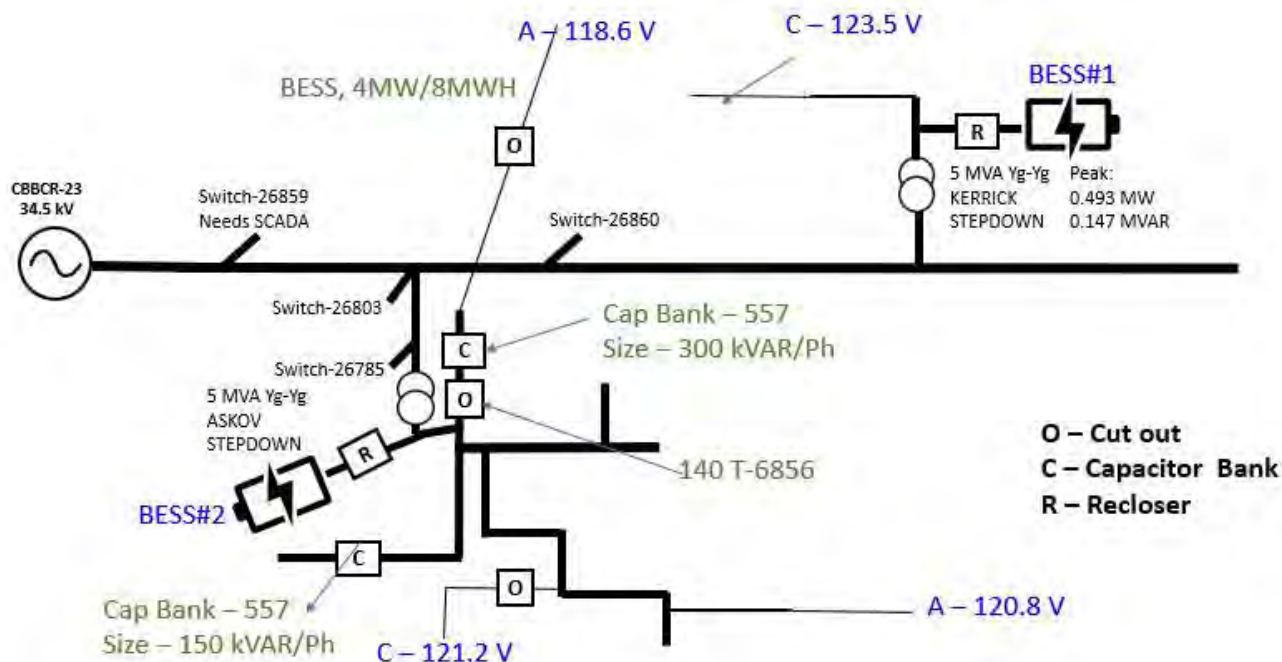 A – 118.6 V
C – 123.5 V
BESS, 4MW/8MWH
BESS#1
O
R
CBBCR-23
34.5 kV
Switch-26859
Needs SCADA
Switch-26860
5 MVA Yg-Yg
KERRICK
STEPDOWN
Peak:
0.493 MW
0.147 MVAR
Switch-26803
Cap Bank – 557
Size – 300 kVAR/Ph
C
Switch-26785
O
5 MVA Yg-Yg
ASKOV
STEPDOWN
R
140 T-6856
O – Cut out
C – Capacitor Bank
R – Recloser
BESS#2
C
O
Cap Bank – 557
Size – 150 kVAR/Ph
C – 121.2 V
A – 120.8 V